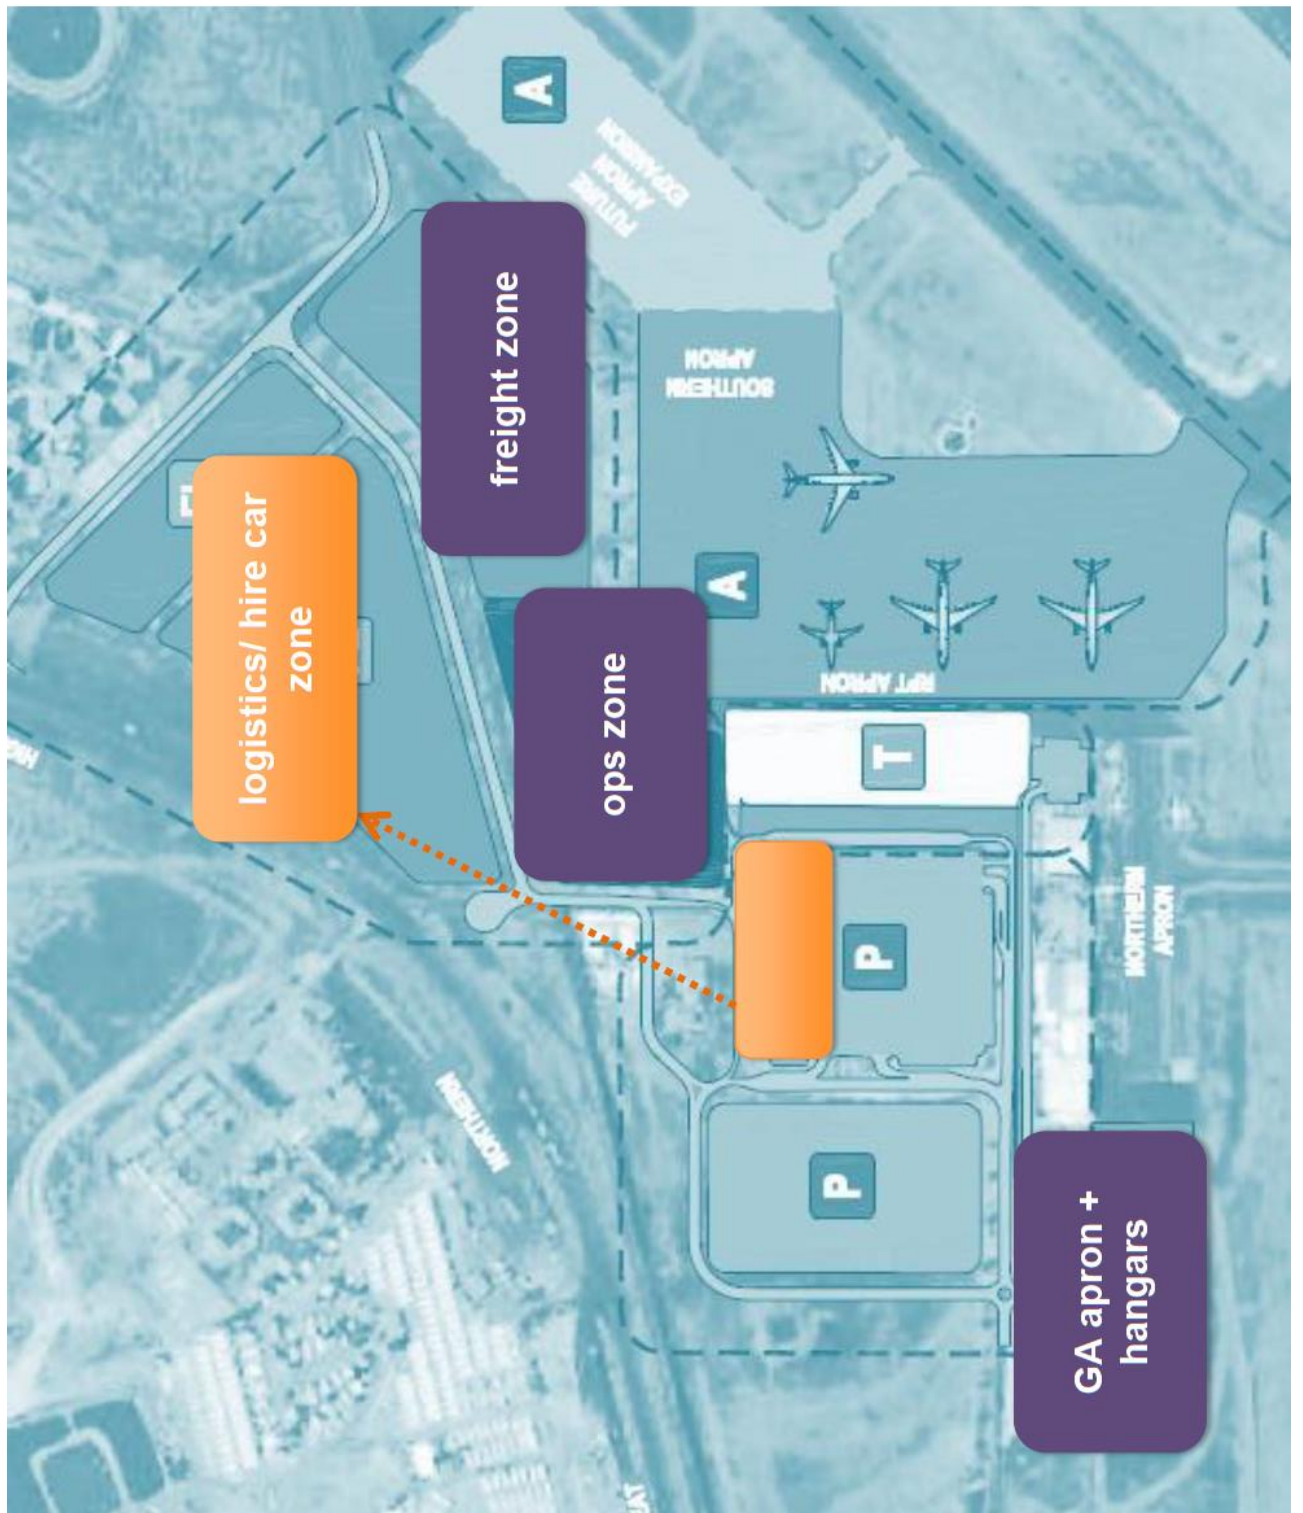 logistics/ hire car
zone
NORTHERN
freight zone
A
ops zone
FUTURE
APRON
EXPANSION
SOUTHERN
APRON
A
P
P
T
RPT APRON
GA apron +
hangars
NORTHERN
APRON